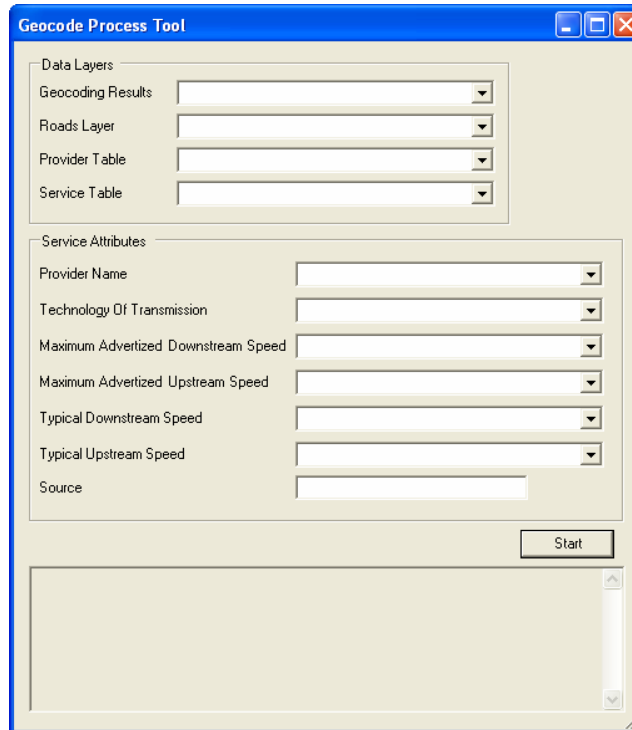 Geocode Process Tool
Data Layers
Geocoding Results
Roads Layer
Provider Table
Service Table
Service Attributes
Provider Name
Technology Of Transmission
Maximum Advertized Downstream Speed
Maximum Advertized Upstream Speed
Typical Downstream Speed
Typical Upstream Speed
Source
Start